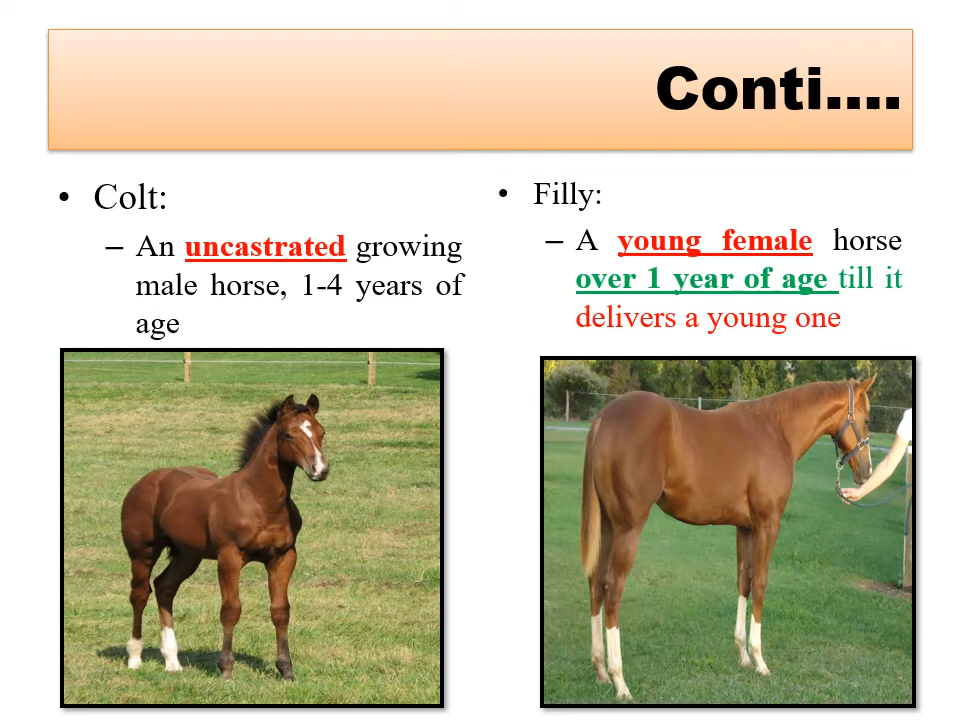 Conti....
• Colt:
– An uncastrated growing
male horse, 1-4 years of
age
• Filly:
– A young female horse
over 1 year of age till it
delivers a young one